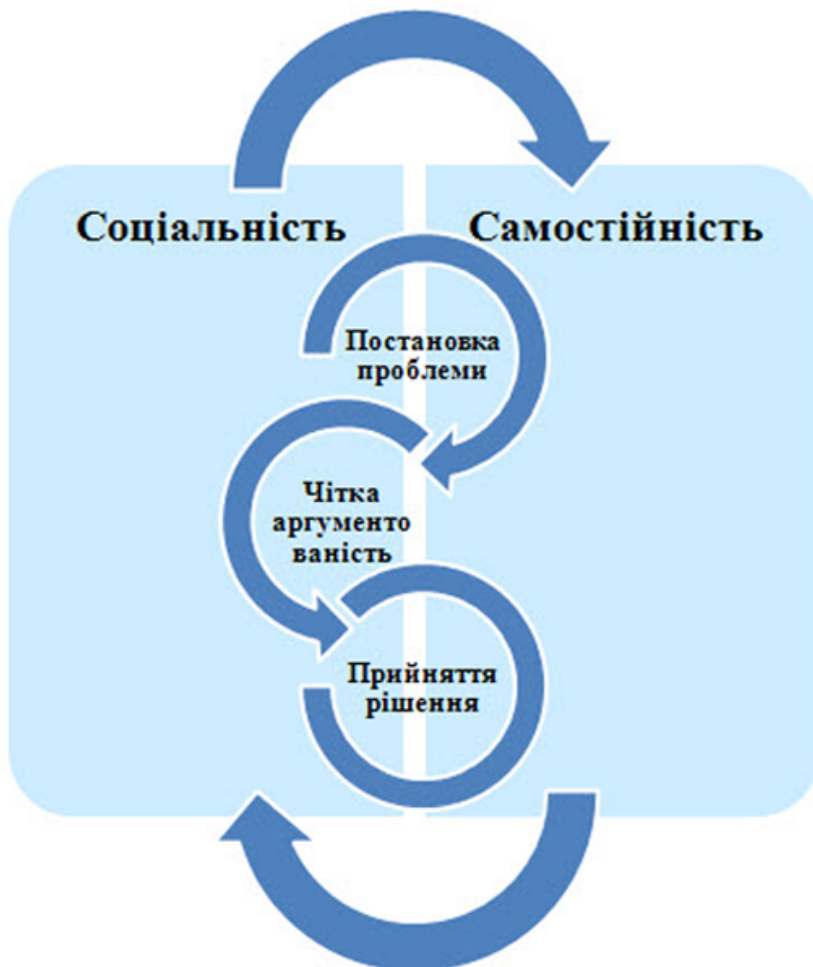 Соціальність
Самостійність
Постановка
проблеми
Чітка
аргументо
ваність
Прийняття
рішення